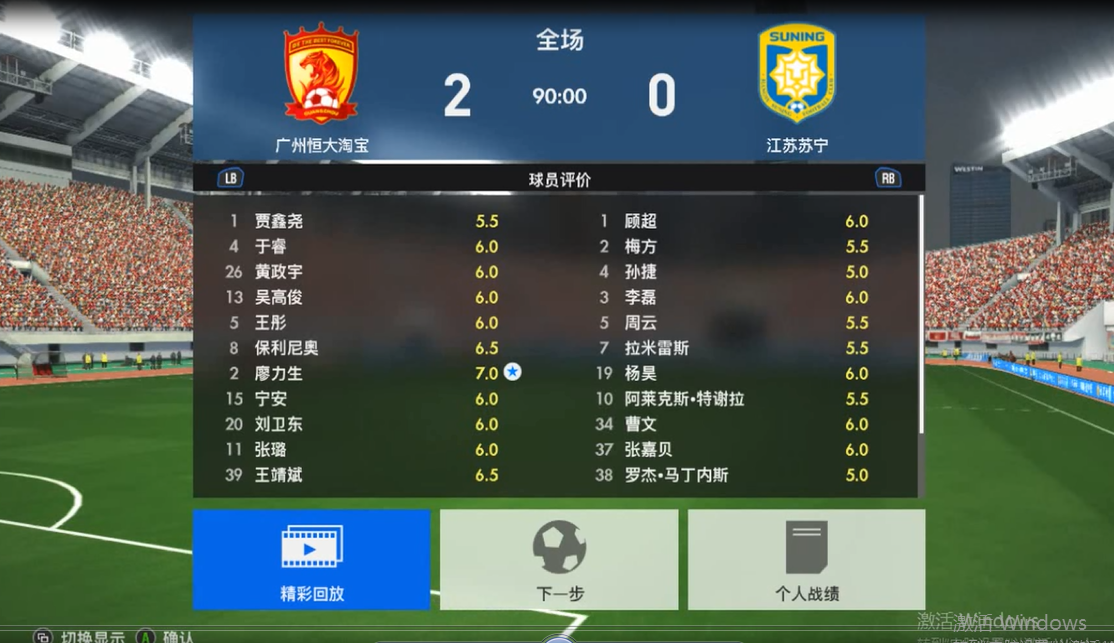 BE THE BEST FOREVER
GUANGZHOU
广州恒大淘宝
2
全场
90:00
0
SUNING
江苏苏宁
LB
球员评价
RB
1 贾鑫尧 5.5 1 顾超 6.0
4 于睿 6.0 2 梅方 5.5
26 黄政宇 6.0 4 孙捷 5.0
13 吴高俊 6.0 3 李磊 6.0
5 王彤 6.0 5 周云 5.5
8 保利尼奥 6.5 7 拉米雷斯 5.5
2 廖力生 7.0 19 杨昊 6.0
15 宁安 6.0 10 阿莱克斯•特谢拉 5.5
20 刘卫东 6.0 34 曹文 6.0
11 张璐 6.0 37 张嘉贝 6.0
39 王靖斌 6.5 38 罗杰•马丁内斯 5.0
WESTIN
精彩回放
下一步
个人战绩
切换显示 A 确认
激活 Windows